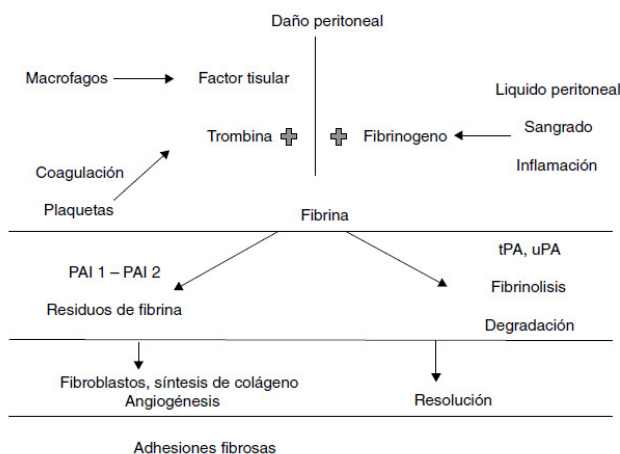 Daño peritoneal
Macrofagos
Factor tisular
Liquido peritoneal
Trombina
Fibrinogeno
Sangrado
Coagulación
Inflamación
Plaquetas
Fibrina
tPA, uPA
PAI 1 – PAI 2
Fibrinolisis
Residuos de fibrina
Degradación
Fibroblastos, síntesis de colágeno
Angiogénesis
Resolución
Adhesiones fibrosas